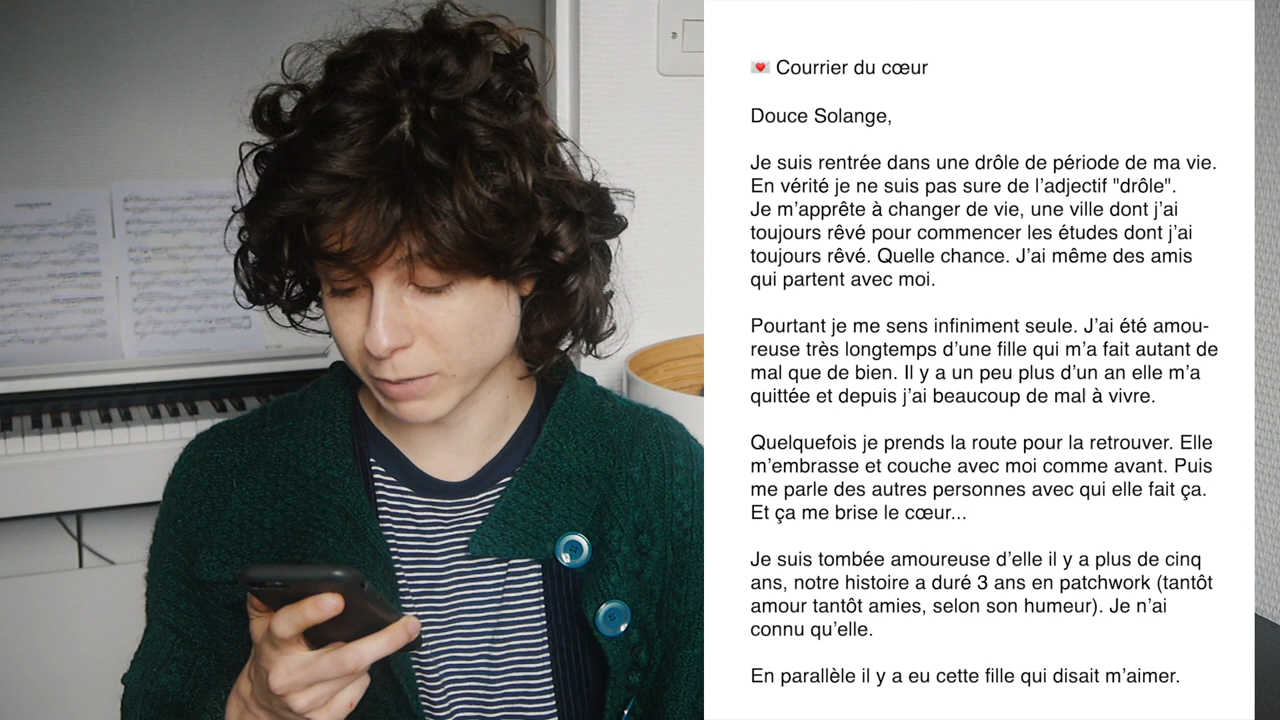 💌 Courrier du cœur
Douce Solange,
Je suis rentrée dans une drôle de période de ma vie.
En vérité je ne suis pas sure de l’adjectif "drôle".
Je m’apprête à changer de vie, une ville dont j’ai
toujours rêvé pour commencer les études dont j’ai
toujours rêvé. Quelle chance. J’ai même des amis
qui partent avec moi.
Pourtant je me sens infiniment seule. J’ai été amou-
reuse très longtemps d’une fille qui m’a fait autant de
mal que de bien. Il y a un peu plus d’un an elle m’a
quittée et depuis j’ai beaucoup de mal à vivre.
Quelquefois je prends la route pour la retrouver. Elle
m’embrasse et couche avec moi comme avant. Puis
me parle des autres personnes avec qui elle fait ça.
Et ça me brise le cœur...
Je suis tombée amoureuse d’elle il y a plus de cinq
ans, notre histoire a duré 3 ans en patchwork (tantôt
amour tantôt amies, selon son humeur). Je n’ai
connu qu’elle.
En parallèle il y a eu cette fille qui disait m’aimer.